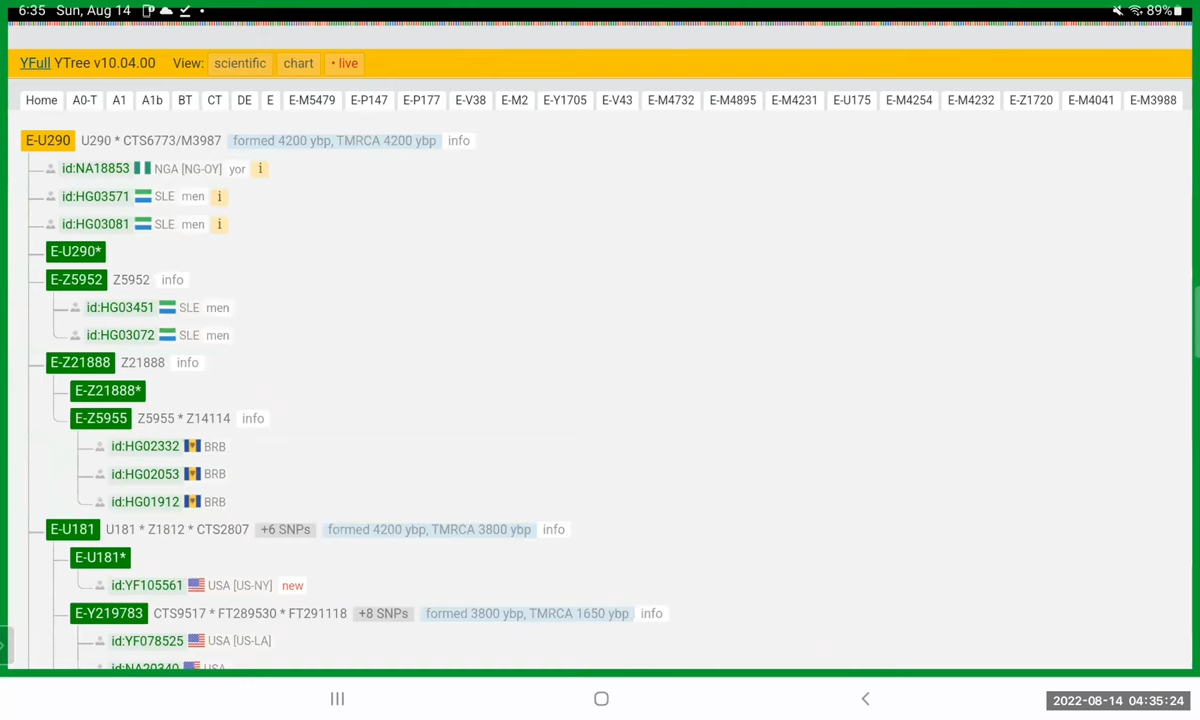 6:35 Sun, Aug 14 89%
YFull YTree v10.04.00 View: scientific chart • live
Home A0-T A1 A1b BT CT DE E E-M5479 E-P147 E-P177 E-V38 E-M2 E-Y1705 E-V43 E-M4732 E-M4895 E-M4231 E-U175 E-M4254 E-M4232 E-Z1720 E-M4041 E-M3988
E-U290 U290 * CTS6773/M3987 formed 4200 ybp, TMRCA 4200 ybp info
id:NA18853 NGA [NG-OY] yor i
id:HG03571 SLE men i
id:HG03081 SLE men i
E-U290*
E-Z5952 Z5952 info
id:HG03451 SLE men
id:HG03072 SLE men
E-Z21888 Z21888 info
E-Z21888*
E-Z5955 Z5955 * Z14114 info
id:HG02332 BRB
id:HG02053 BRB
id:HG01912 BRB
E-U181 U181 * Z1812 * CTS2807 +6 SNPs formed 4200 ybp, TMRCA 3800 ybp info
E-U181*
id:YF105561 USA [US-NY] new
E-Y219783 CTS9517 * FT289530 * FT291118 +8 SNPs formed 3800 ybp, TMRCA 1650 ybp info
id:YF078525 USA [US-LA]
id:NA20340 USA
2022-08-14 04:35:24